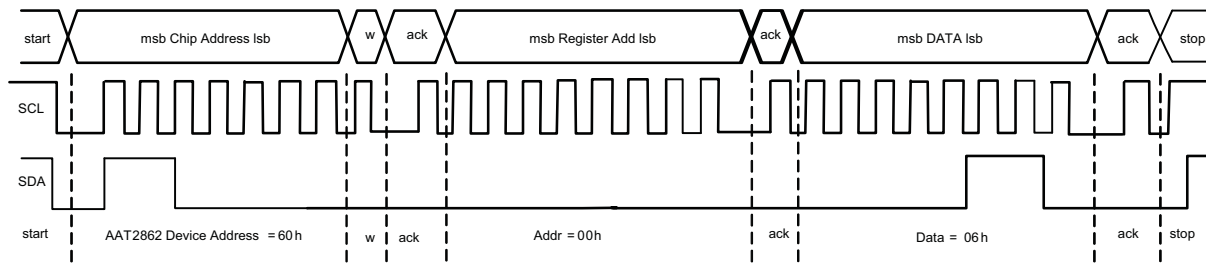 start msb Chip Address lsb w ack msb Register Add lsb ack msb DATA lsb ack stop
SCL
SDA
start AAT2862 Device Address = 60h w ack Addr = 00h ack Data = 06h ack stop